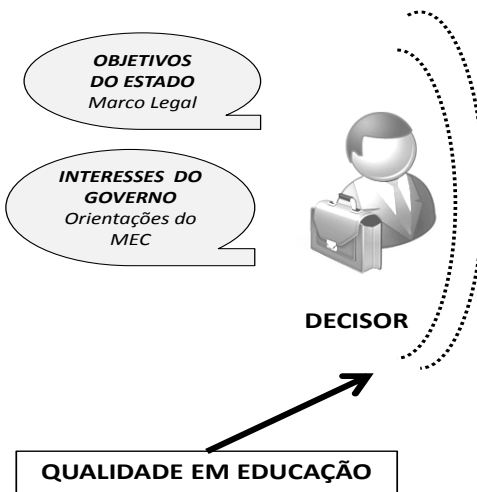 OBJETIVOS
DO ESTADO
Marco Legal
INTERESSES DO
GOVERNO
Orientações do
MEC
DECISOR
QUALIDADE EM EDUCAÇÃO